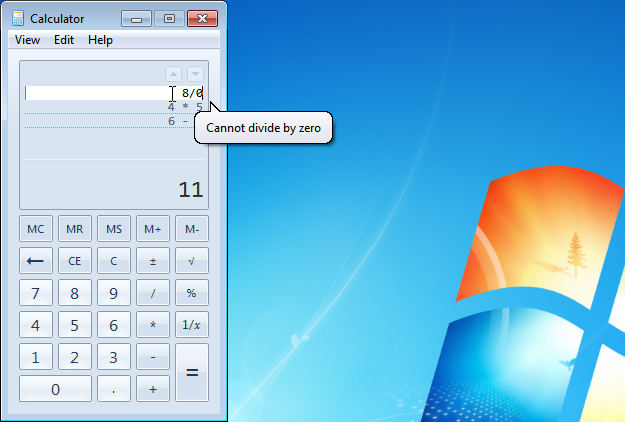 Calculator
View Edit Help
8/0
4 * 5
6 -
Cannot divide by zero
11
MC MR MS M+ M-
← CE C ± √
7 8 9 / %
4 5 6 * 1/x
1 2 3 -
=
0 . +